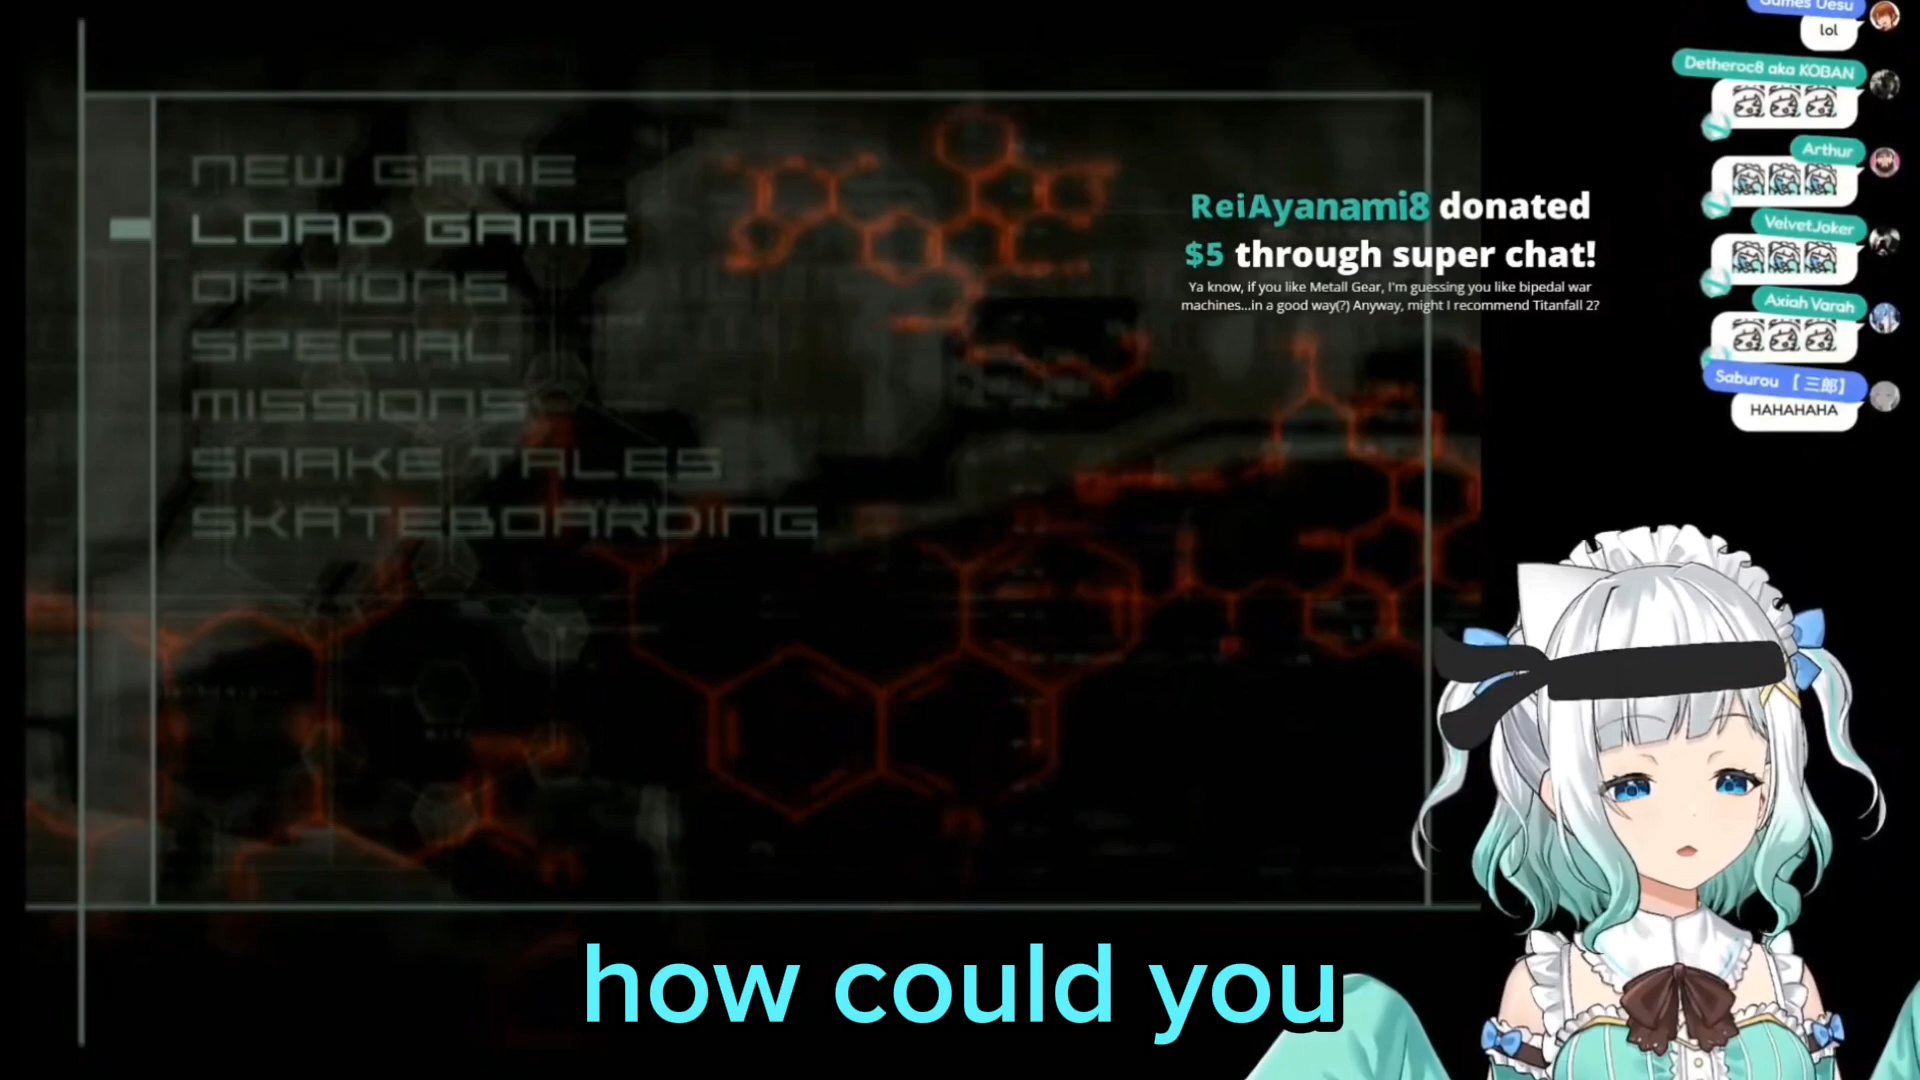 NEW GAME
LOAD GAME
OPTIONS
SPECIAL
MISSIONS
SNAKE TALES
SKATEBOARDING
ReiAyanami8 donated
$5 through super chat!
Ya know, if you like Metall Gear, I'm guessing you like bipedal war
machines...in a good way(?) Anyway, might I recommend Titanfall 2?
Games Uesu
lol
Detheroc8 aka KOBAN
Arthur
VelvetJoker
Axiah Varah
Saburou 【三郎】
HAHAHAHA
how could you